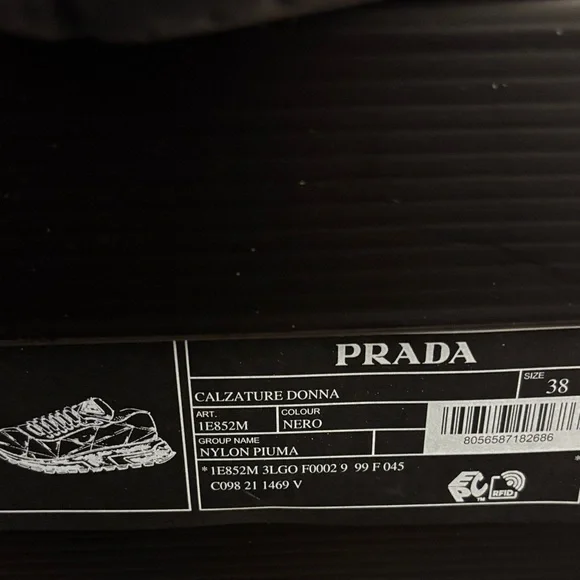 PRADA
CALZATURE DONNA
SIZE
38
ART.
1E852M
COLOUR
NERO
GROUP NAME
NYLON PIUMA
8056587182686
*1E852M 3LGO F0002 9 99 F 045
C098 21 1469 V
EPC™ RFID
*